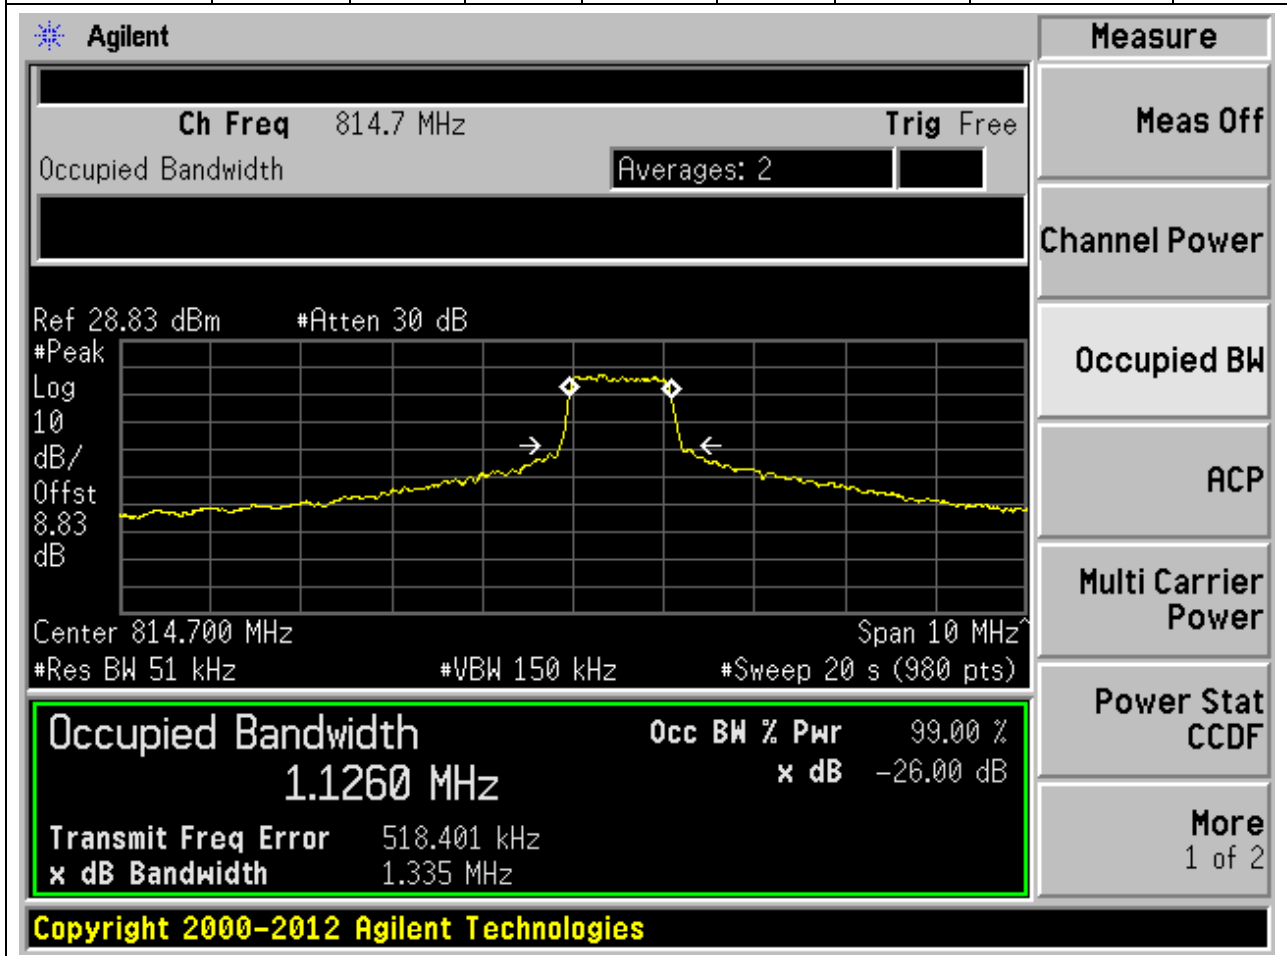 Agilent
Measure
Ch Freq 814.7 MHz Trig Free
Occupied Bandwidth Averages: 2
Meas Off
Channel Power
Occupied BW
ACP
Multi Carrier
Power
Power Stat
CCDF
More
1 of 2
Ref 28.83 dBm #Atten 30 dB
#Peak
Log
10
dB/
Offst
8.83
dB
Center 814.700 MHz Span 10 MHz^
#Res BW 51 kHz #VBW 150 kHz #Sweep 20 s (980 pts)
Occupied Bandwidth Occ BW % Pwr 99.00 %
1.1260 MHz x dB -26.00 dB
Transmit Freq Error 518.401 kHz
x dB Bandwidth 1.335 MHz
Copyright 2000-2012 Agilent Technologies